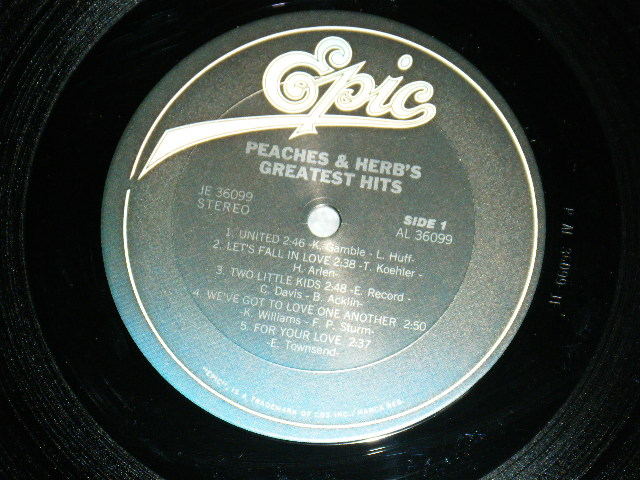 Epic
PEACHES & HERB'S
GREATEST HITS
JE 36099
STEREO
SIDE 1
AL 36099
1. UNITED 2:46 -K. Gamble - L. Huff-
2. LET'S FALL IN LOVE 2:38 -T. Koehler -
H. Arlen-
3. TWO LITTLE KIDS 2:48 -E. Record -
C. Davis - B. Acklin-
4. WE'VE GOT TO LOVE ONE ANOTHER 2:50
-K. Williams - F. P. Sturm-
5. FOR YOUR LOVE 2:37
-E. Townsend-
"EPIC", IS A TRADEMARK OF CBS INC./MARCA REG.
P AL 36099 1F